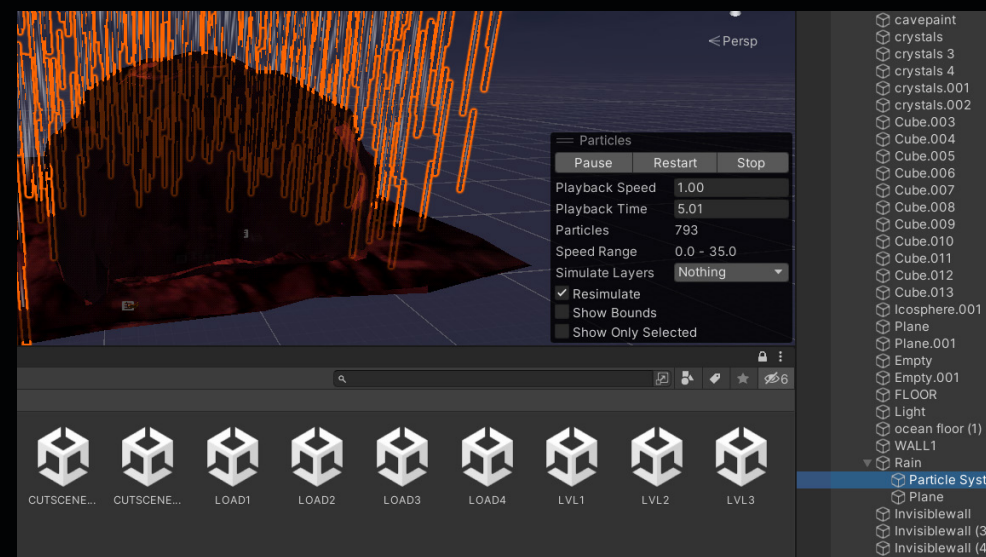 Persp
Particles
Pause Restart Stop
Playback Speed 1.00
Playback Time 5.01
Particles 793
Speed Range 0.0 - 35.0
Simulate Layers Nothing
Resimulate
Show Bounds
Show Only Selected
6
CUTSCENE... CUTSCENE... LOAD1 LOAD2 LOAD3 LOAD4 LVL1 LVL2 LVL3
cavepaint
crystals
crystals 3
crystals 4
crystals.001
crystals.002
Cube.003
Cube.004
Cube.005
Cube.006
Cube.007
Cube.008
Cube.009
Cube.010
Cube.011
Cube.012
Cube.013
Icosphere.001
Plane
Plane.001
Empty
Empty.001
FLOOR
Light
ocean floor (1)
WALL1
Rain
Particle Syst
Plane
Invisiblewall
Invisiblewall (3
Invisiblewall (4